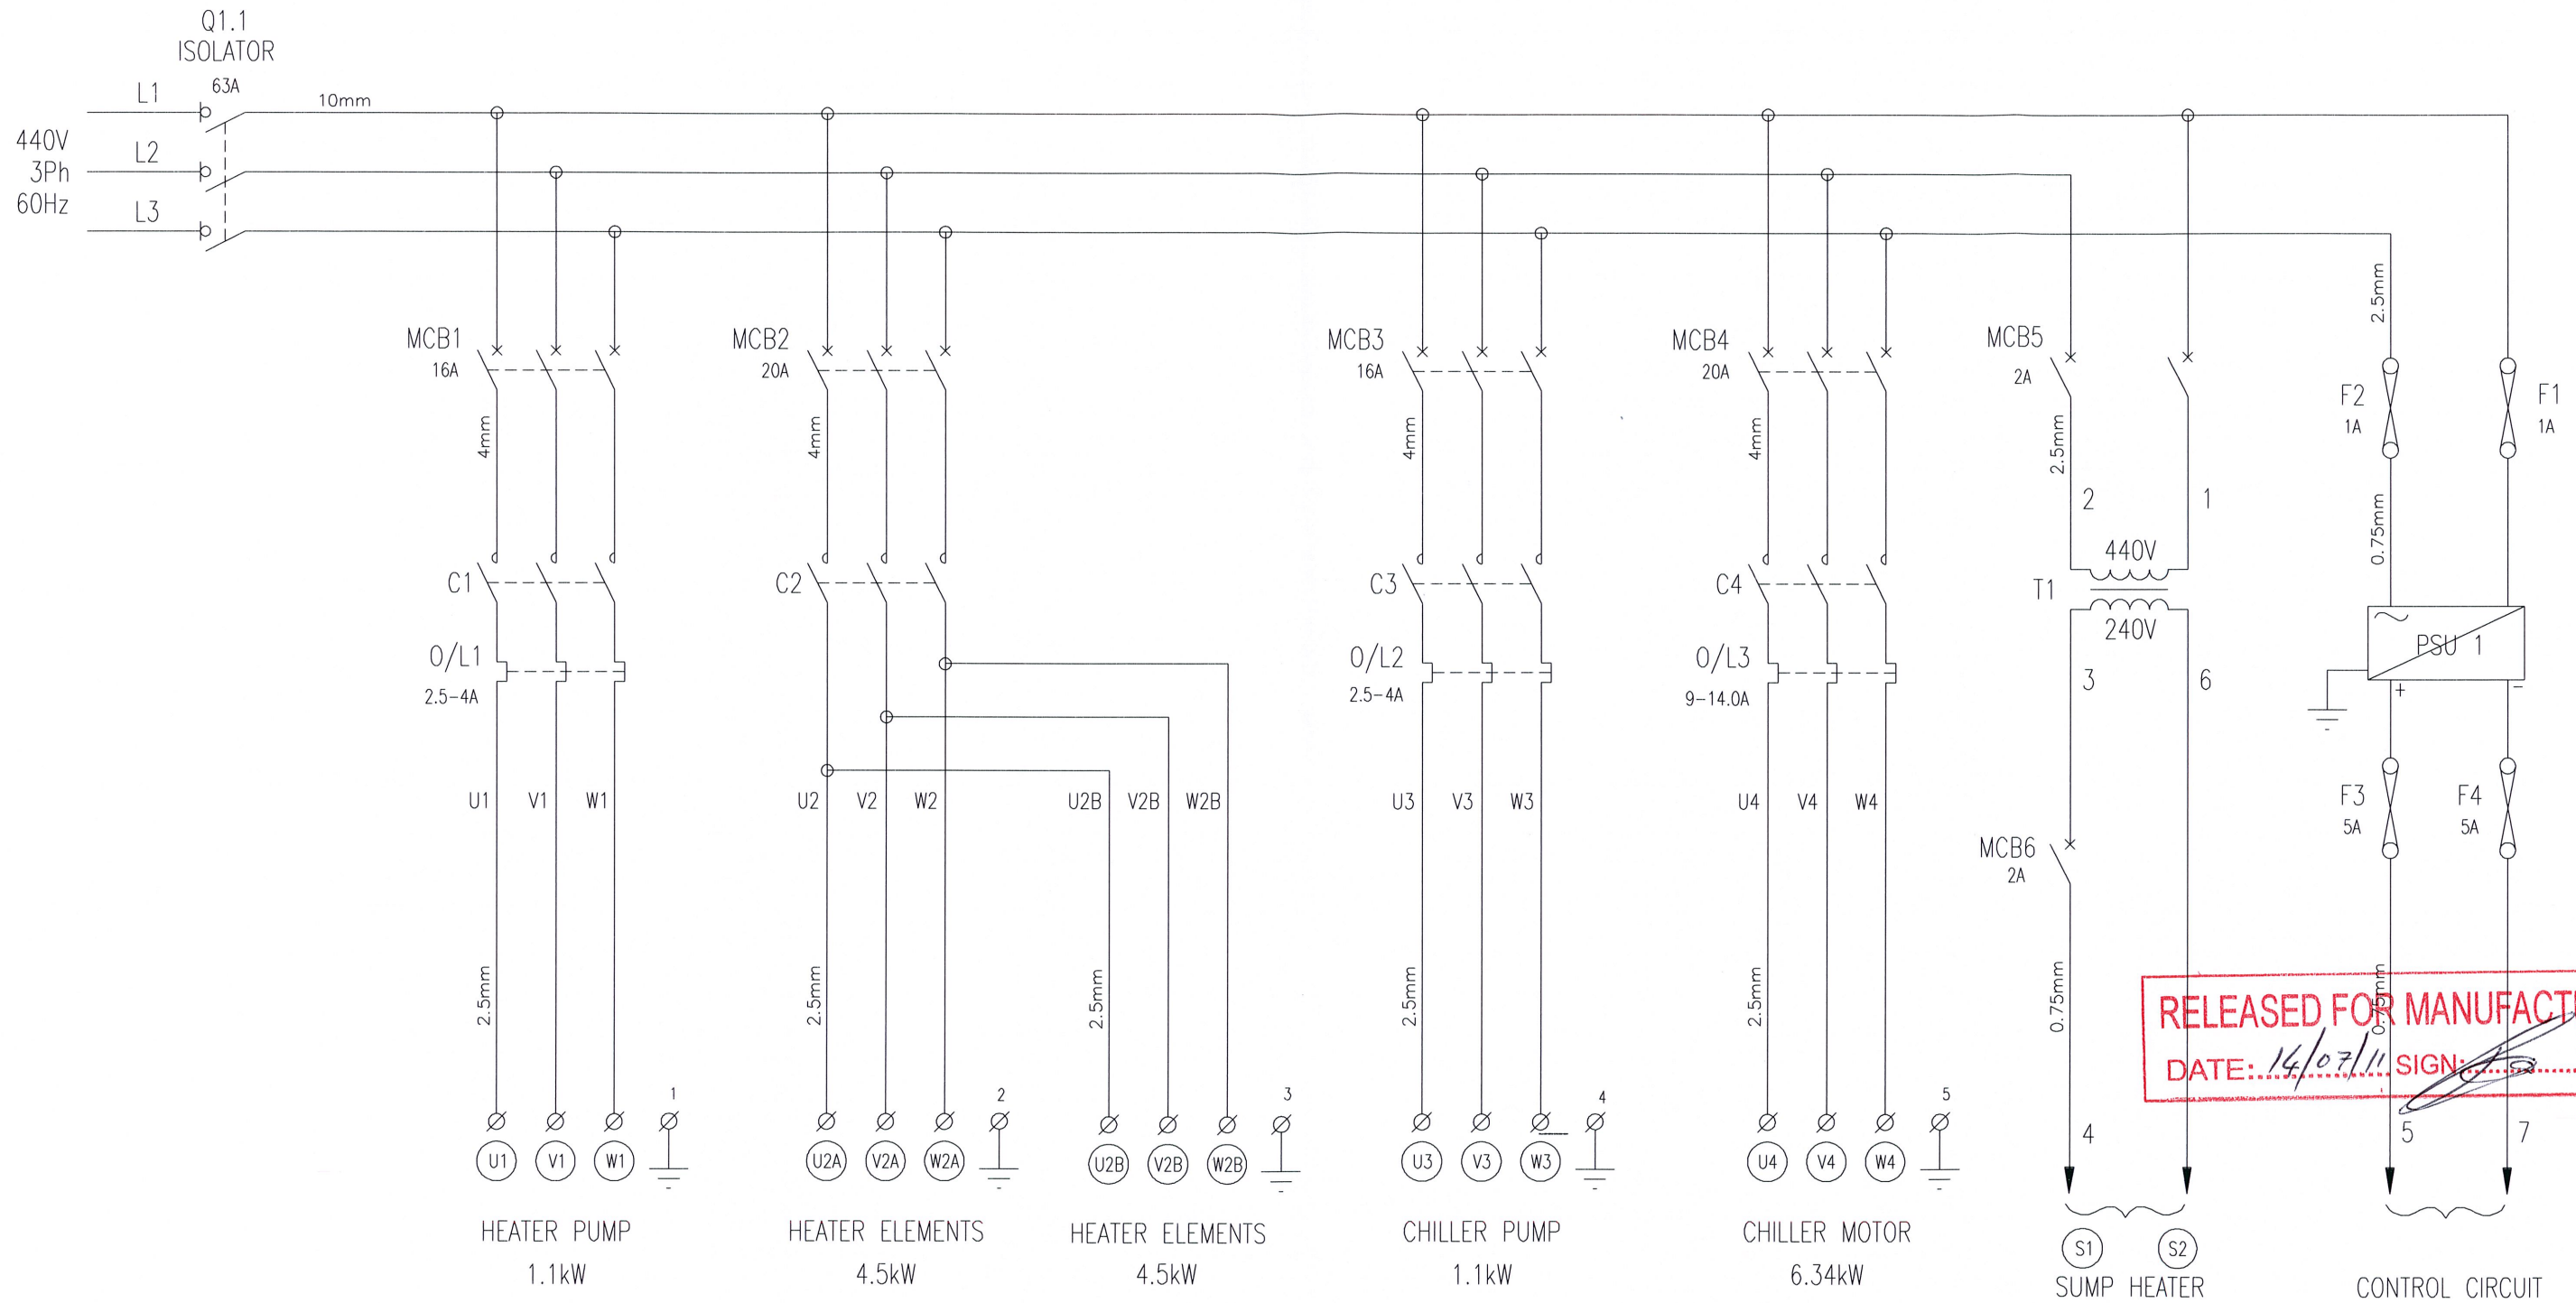 Q1.1
ISOLATOR
63A
L1
10mm
440V
3Ph
60Hz
L2
L3
MCB1
16A
MCB2
20A
MCB3
16A
MCB4
20A
MCB5
2A
2.5mm
F2
1A
F1
1A
4mm
4mm
4mm
4mm
2.5mm
2
1
0.75mm
C1
C2
C3
C4
440V
T1
240V
PSU 1
+
-
O/L1
2.5-4A
O/L2
2.5-4A
O/L3
9-14.0A
3
6
U1
V1
W1
U2
V2
W2
U2B
V2B
W2B
U3
V3
W3
U4
V4
W4
F3
5A
F4
5A
MCB6
2A
2.5mm
2.5mm
2.5mm
2.5mm
2.5mm
0.75mm
0.75mm
RELEASED FOR MANUFACT
DATE: 14/07/11 SIGN:
1
2
3
4
5
4
5
7
U1
V1
W1
U2A
V2A
W2A
U2B
V2B
W2B
U3
V3
W3
U4
V4
W4
HEATER PUMP
1.1kW
HEATER ELEMENTS
4.5kW
HEATER ELEMENTS
4.5kW
CHILLER PUMP
1.1kW
CHILLER MOTOR
6.34kW
S1
S2
SUMP HEATER
CONTROL CIRCUIT